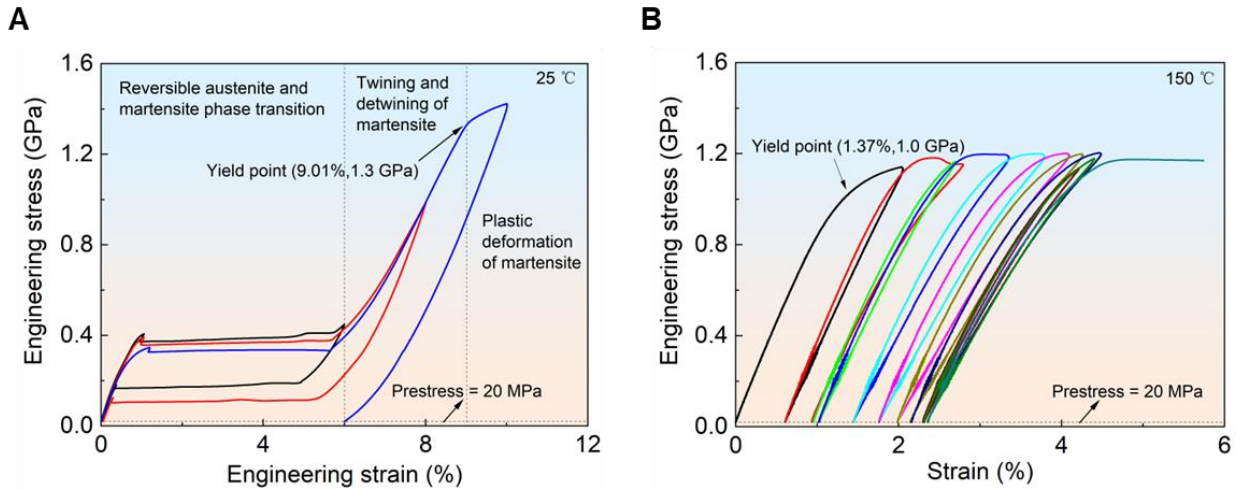 A
Engineering stress (GPa)
1.6
1.2
0.8
0.4
0.0
Reversible austenite and
martensite phase transition
Twining and
detwining of
martensite
25 ℃
Yield point (9.01%,1.3 GPa)
Plastic
deformation
of martensite
Prestress = 20 MPa
0
4
8
12
Engineering strain (%)
B
Engineering stress (GPa)
1.6
1.2
0.8
0.4
0.0
150 ℃
Yield point (1.37%,1.0 GPa)
Prestress = 20 MPa
0
2
4
6
Strain (%)